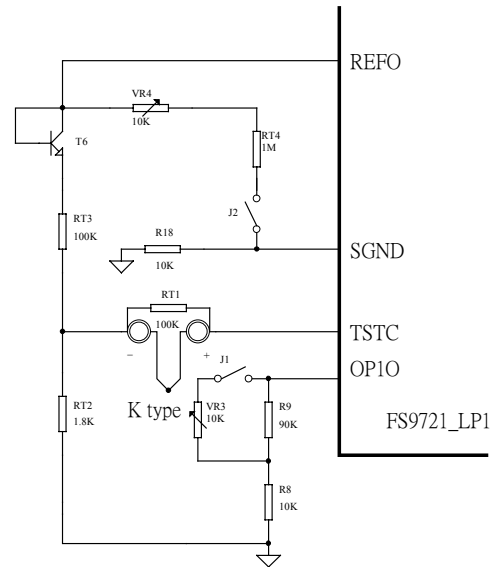 REFO
VR4
10K
T6
RT4
1M
J2
RT3
100K
R18
10K
SGND
RT1
100K
TSTC
− +
J1
OP1O
K type
RT2
1.8K
VR3
10K
R9
90K
FS9721_LP1
R8
10K